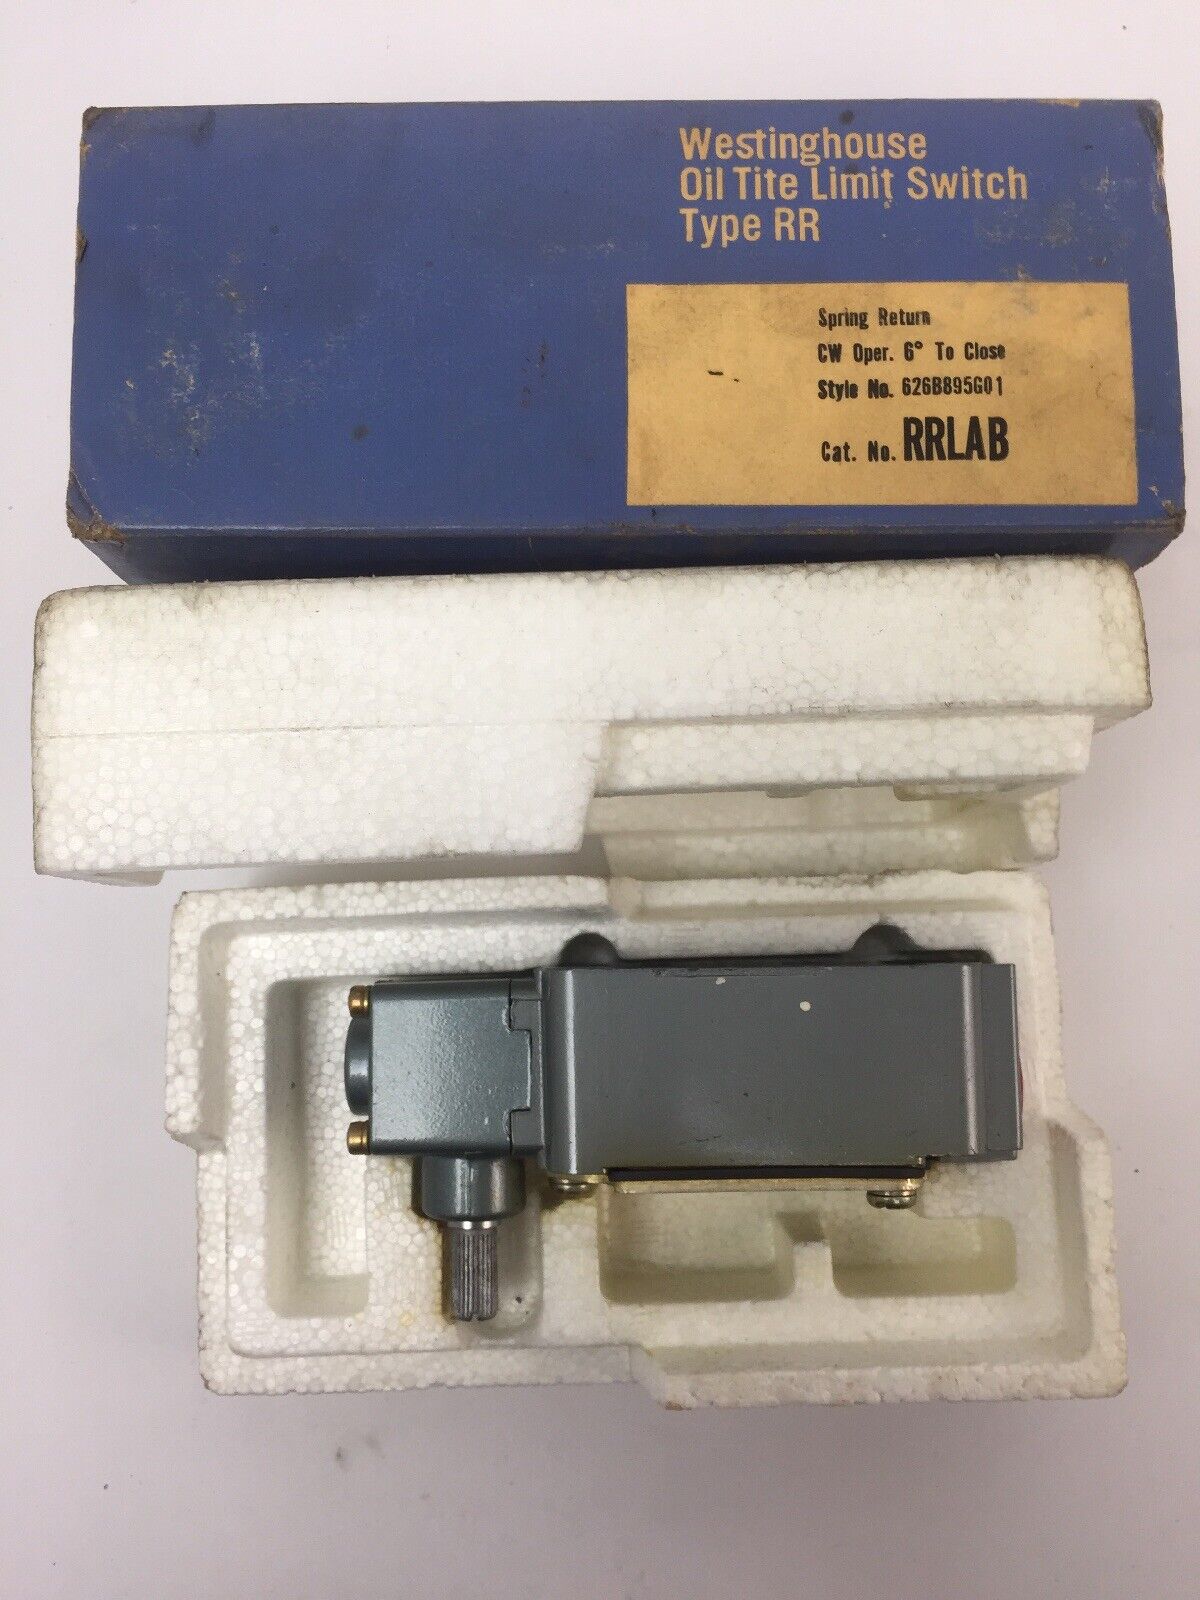 Westinghouse
Oil Tite Limit Switch
Type RR
Spring Return
CW Oper. 6° To Close
Style No. 626B895G01
Cat. No. RRLAB